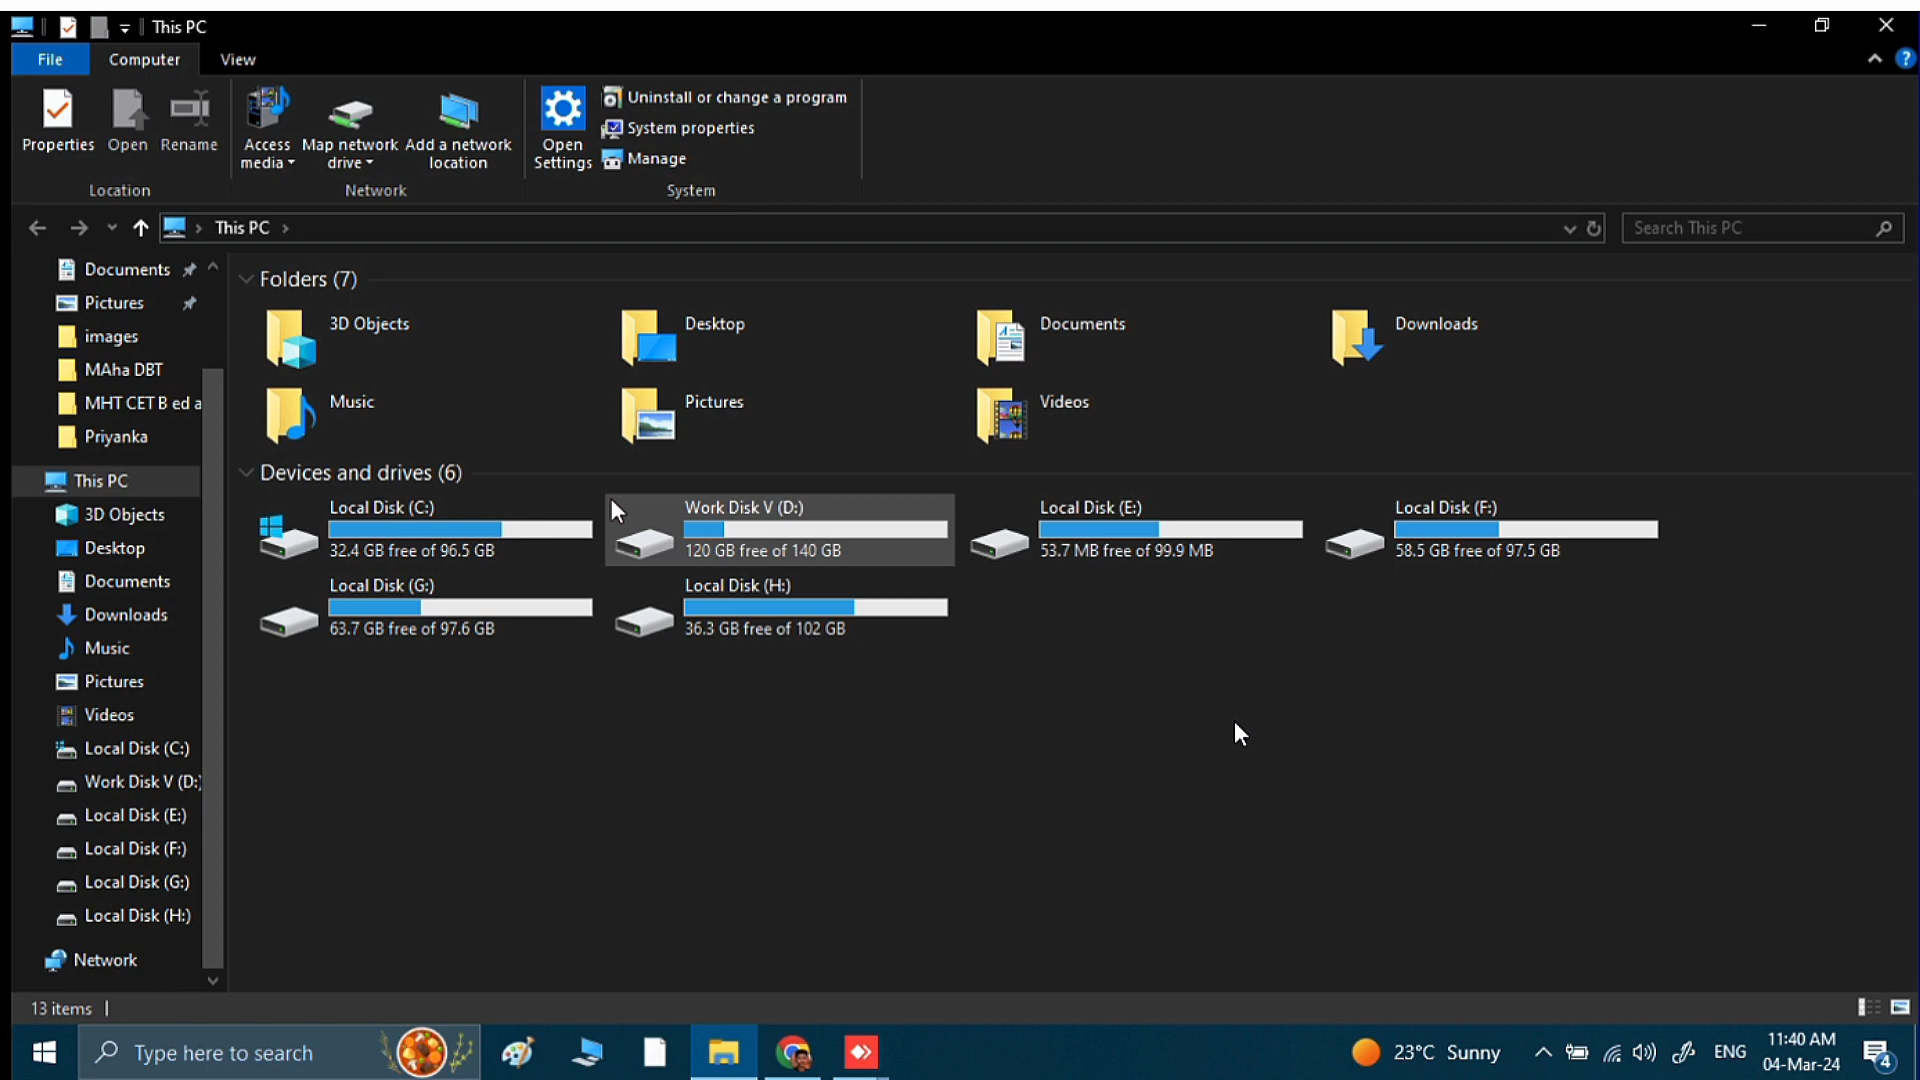 This PC
File
Computer
View
Properties
Open
Rename
Access media
Map network drive
Add a network location
Open Settings
Uninstall or change a program
System properties
Manage
Location
Network
System
This PC
Search This PC
Documents
Pictures
images
MAha DBT
MHT CET B ed a
Priyanka
This PC
3D Objects
Desktop
Documents
Downloads
Music
Pictures
Videos
Local Disk (C:)
Work Disk V (D:)
Local Disk (E:)
Local Disk (F:)
Local Disk (G:)
Local Disk (H:)
Network
Folders (7)
3D Objects
Desktop
Documents
Downloads
Music
Pictures
Videos
Devices and drives (6)
Local Disk (C:)
32.4 GB free of 96.5 GB
Work Disk V (D:)
120 GB free of 140 GB
Local Disk (E:)
53.7 MB free of 99.9 MB
Local Disk (F:)
58.5 GB free of 97.5 GB
Local Disk (G:)
63.7 GB free of 97.6 GB
Local Disk (H:)
36.3 GB free of 102 GB
13 items
Type here to search
23°C Sunny
ENG
11:40 AM
04-Mar-24
4